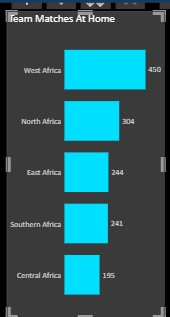 Team Matches At Home
West Africa 450
North Africa 304
East Africa 244
Southern Africa 241
Central Africa 195